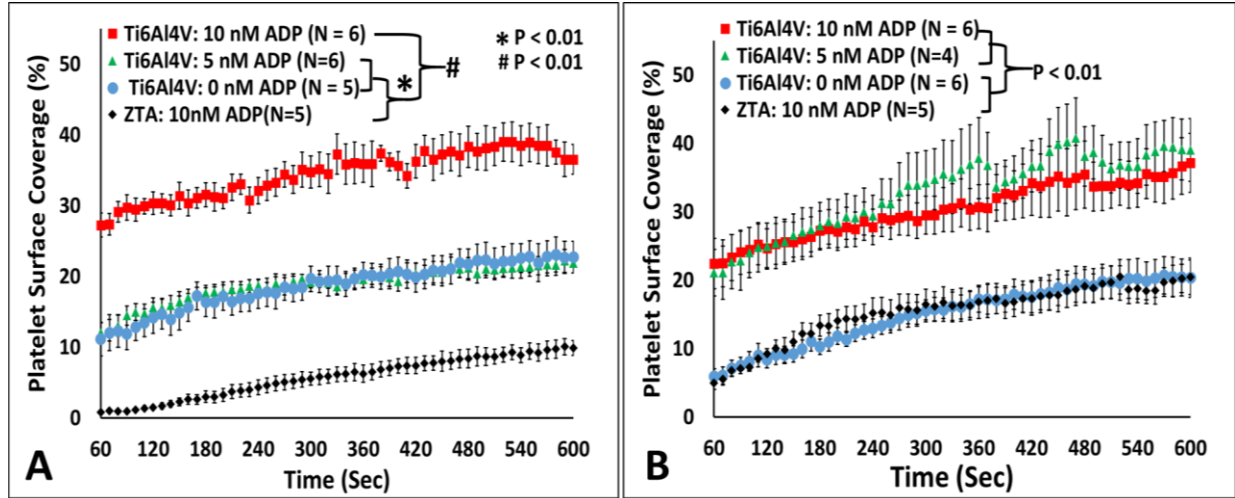 Ti6Al4V: 10 nM ADP (N = 6)
Ti6Al4V: 5 nM ADP (N=6)
Ti6Al4V: 0 nM ADP (N = 5)
ZTA: 10nM ADP(N=5)
* #
* P < 0.01
# P < 0.01
Platelet Surface Coverage (%)
50
40
30
20
10
0
60 120 180 240 300 360 420 480 540 600
Time (Sec)
A
Ti6Al4V: 10 nM ADP (N = 6)
Ti6Al4V: 5 nM ADP (N=4)
Ti6Al4V: 0 nM ADP (N = 6)
ZTA: 10 nM ADP (N=5)
P < 0.01
Platelet Surface Coverage (%)
50
40
30
20
10
0
60 120 180 240 300 360 420 480 540 600
Time (Sec)
B